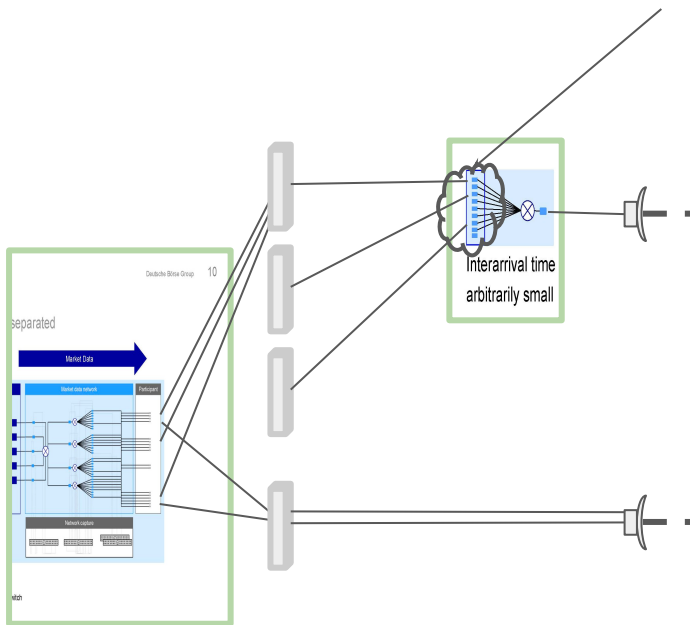 Interarrival time
arbitrarily small
Deutsche Börse Group 10
separated
Market Data
Market data network
Participant
Network capture
witch